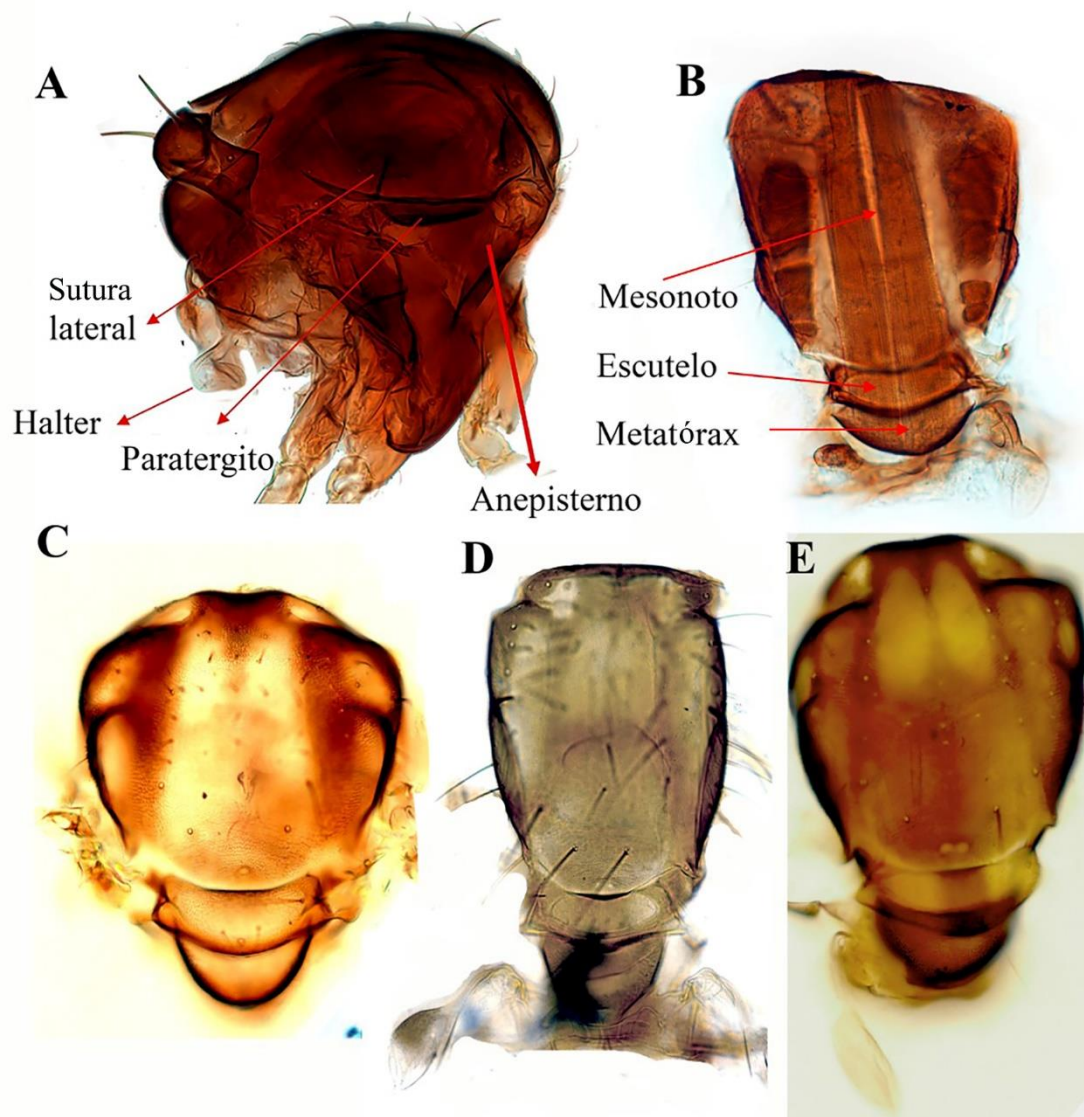 A
B
Sutura
lateral
Mesonoto
Escutelo
Halter
Metatórax
Paratergito
Anepisterno
C
D
E